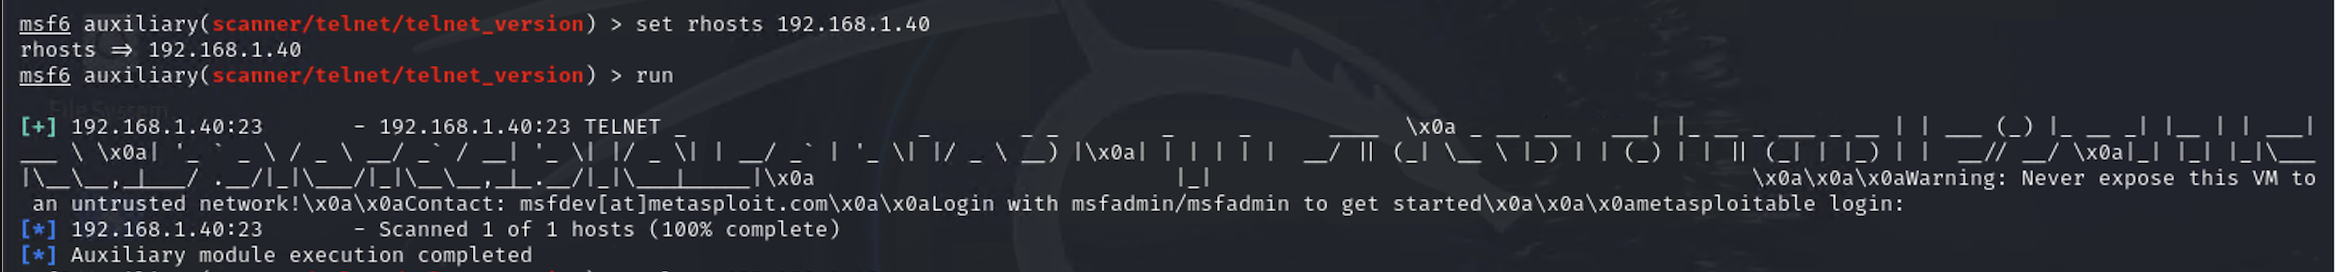 msf6 auxiliary(scanner/telnet/telnet_version) > set rhosts 192.168.1.40
rhosts ⇒ 192.168.1.40
msf6 auxiliary(scanner/telnet/telnet_version) > run
File System
[+] 192.168.1.40:23       - 192.168.1.40:23 TELNET _                   _       _ _        _     _      ____  \x0a _ __ ___   ___| |_ __ _ ___ _ __ | | ___ (_) |_ __ _| |__ | | ___|
___ \ \x0a| '_ ` _ \ / _ \ __/ _` / __| '_ \| |/ _ \| | __/ _` | '_ \| |/ _ \ __) |\x0a| | | | | |  __/ || (_| \__ \ |_) | | (_) | | || (_| | |_) | |  __// __/ \x0a|_| |_| |_|\___
|\__\__,_|___/ .__/|_|\___/|_|\__\__,_|_.__/|_|\___|_____|\x0a                            |_|                                          \x0a\x0a\x0aWarning: Never expose this VM to
an untrusted network!\x0a\x0aContact: msfdev[at]metasploit.com\x0a\x0aLogin with msfadmin/msfadmin to get started\x0a\x0a\x0ametasploitable login:
[*] 192.168.1.40:23       - Scanned 1 of 1 hosts (100% complete)
[*] Auxiliary module execution completed